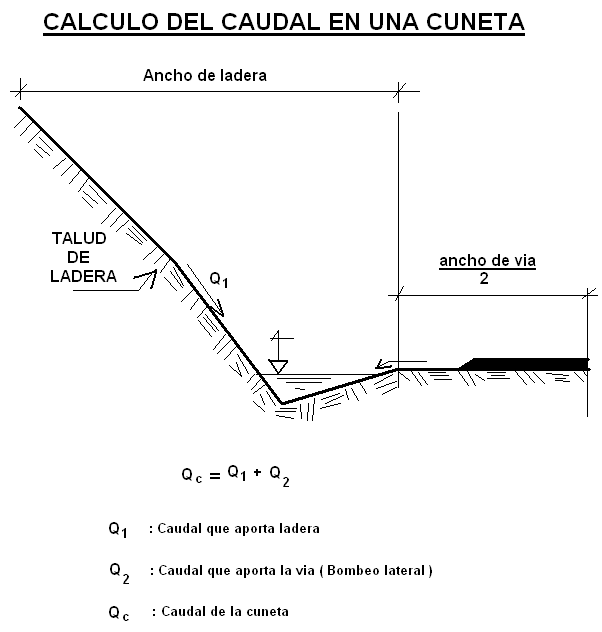 CALCULO DEL CAUDAL EN UNA CUNETA
Ancho de ladera
TALUD
DE
LADERA
Q1
ancho de via
2
Qc = Q1 + Q2
Q1 : Caudal que aporta ladera
Q2 : Caudal que aporta la via ( Bombeo lateral )
Qc : Caudal de la cuneta